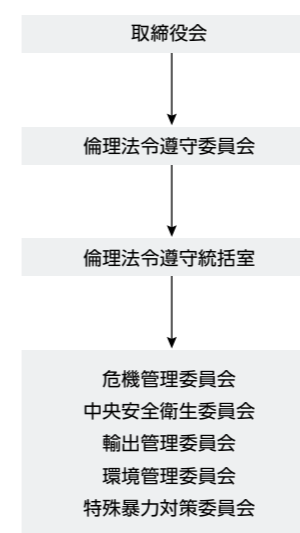 取締役会
倫理法令遵守委員会
倫理法令遵守統括室
危機管理委員会
中央安全衛生委員会
輸出管理委員会
環境管理委員会
特殊暴力対策委員会